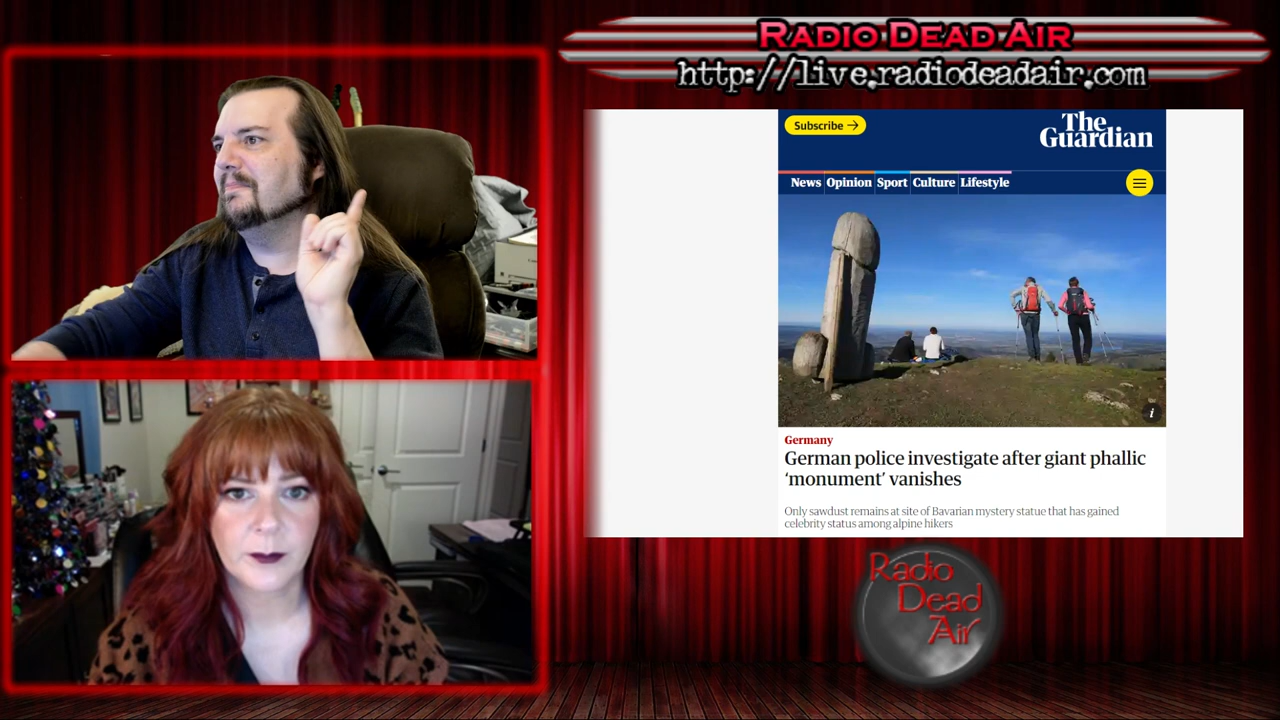 RADIO DEAD AIR
http://live.radiodeadair.com
Subscribe →
The
Guardian
News Opinion Sport Culture Lifestyle
i
Germany
German police investigate after giant phallic
‘monument’ vanishes
Only sawdust remains at site of Bavarian mystery statue that has gained
celebrity status among alpine hikers
Radio
Dead
Air